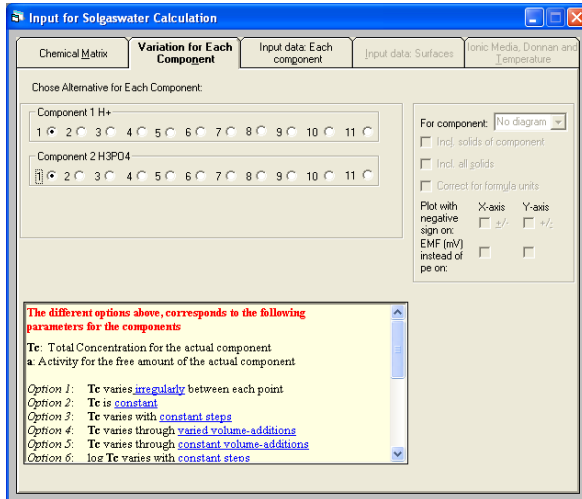 Input for Solgaswater Calculation
Chemical Matrix
Variation for Each
Component
Input data: Each
component
Input data: Surfaces
Ionic Media, Donnan and
Temperature
Chose Alternative for Each Component:
Component 1 H+
1 2 3 4 5 6 7 8 9 10 11
Component 2 H3PO4
1 2 3 4 5 6 7 8 9 10 11
For component: No diagram
Incl. solids of component
Incl. all solids
Correct for formula units
Plot with
negative
sign on:
X-axis Y-axis
+/- +/-
EMF (mV)
instead of
pe on:
The different options above, corresponds to the following
parameters for the components
Tc: Total Concentration for the actual component
a: Activity for the free amount of the actual component
Option 1: Tc varies irregularly between each point
Option 2: Tc is constant
Option 3: Tc varies with constant steps
Option 4: Tc varies through varied volume-additions
Option 5: Tc varies through constant volume-additions
Option 6: log Tc varies with constant steps